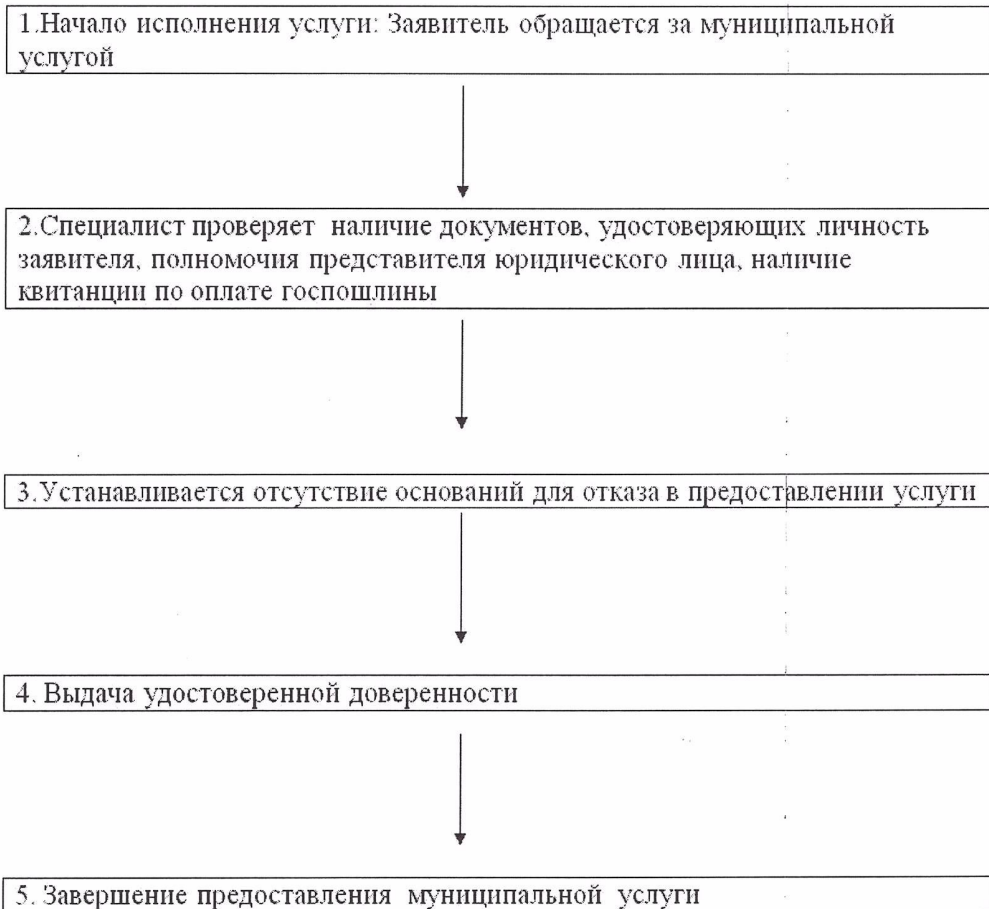 1.Начало исполнения услуги: Заявитель обращается за муниципальной
услугой
2.Специалист проверяет наличие документов, удостоверяющих личность
заявителя, полномочия представителя юридического лица, наличие
квитанции по оплате госпошлины
3.Устанавливается отсутствие оснований для отказа в предоставлении услуги
4. Выдача удостоверенной доверенности
5. Завершение предоставления муниципальной услуги